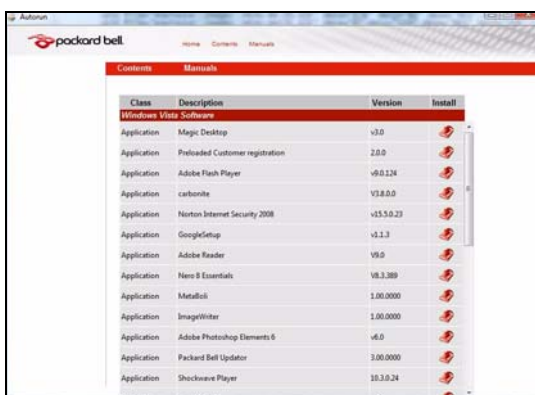 Autorun
packard bell.
Home Contents Manuals
Contents Manuals
Class Description Version Install
Windows Vista Software
Application Magic Desktop v3.0
Application Preloaded Customer registration 2.0.0
Application Adobe Flash Player v9.0.124
Application carbonite V3.8.0.0
Application Norton Internet Security 2008 v15.5.0.23
Application GoogleSetup v1.1.3
Application Adobe Reader V9.0
Application Nero 8 Essentials V8.3.389
Application Metaboli 1.00.0000
Application ImageWriter 1.00.0000
Application Adobe Photoshop Elements 6 v6.0
Application Packard Bell Updator 3.00.0000
Application Shockwave Player 10.3.0.24